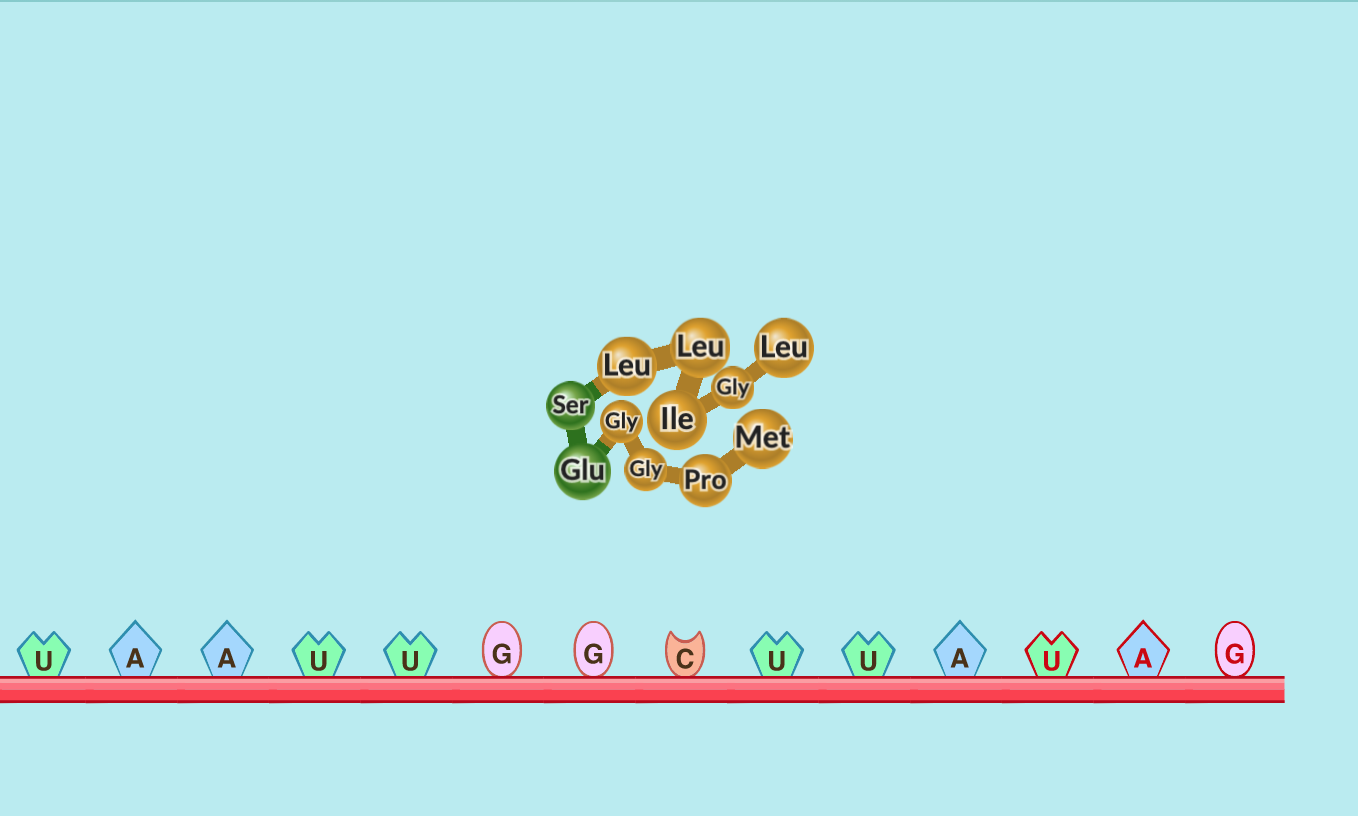 Leu Leu Leu
Gly
Ser Gly Ile
Met
Glu Gly Pro
U A A U U G G C U U A U A G